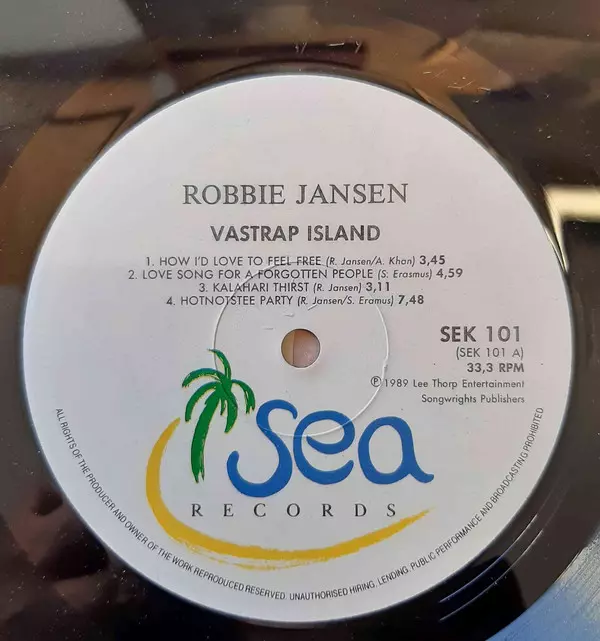 ROBBIE JANSEN
VASTRAP ISLAND
1. HOW I'D LOVE TO FEEL FREE (R. Jansen/A. Khan) 3,45
2. LOVE SONG FOR A FORGOTTEN PEOPLE (S. Erasmus) 4,59
3. KALAHARI THIRST (R. Jansen) 3,11
4. HOTNOTSTEE PARTY (R. Jansen/S. Eramus) 7,48
SEK 101
(SEK 101 A)
33,3 RPM
℗ 1989 Lee Thorp Entertainment
Songwrights Publishers
Sea
RECORDS
ALL RIGHTS OF THE PRODUCER AND OWNER OF THE WORK REPRODUCED RESERVED. UNAUTHORISED HIRING, LENDING, PUBLIC PERFORMANCE AND BROADCASTING PROHIBITED